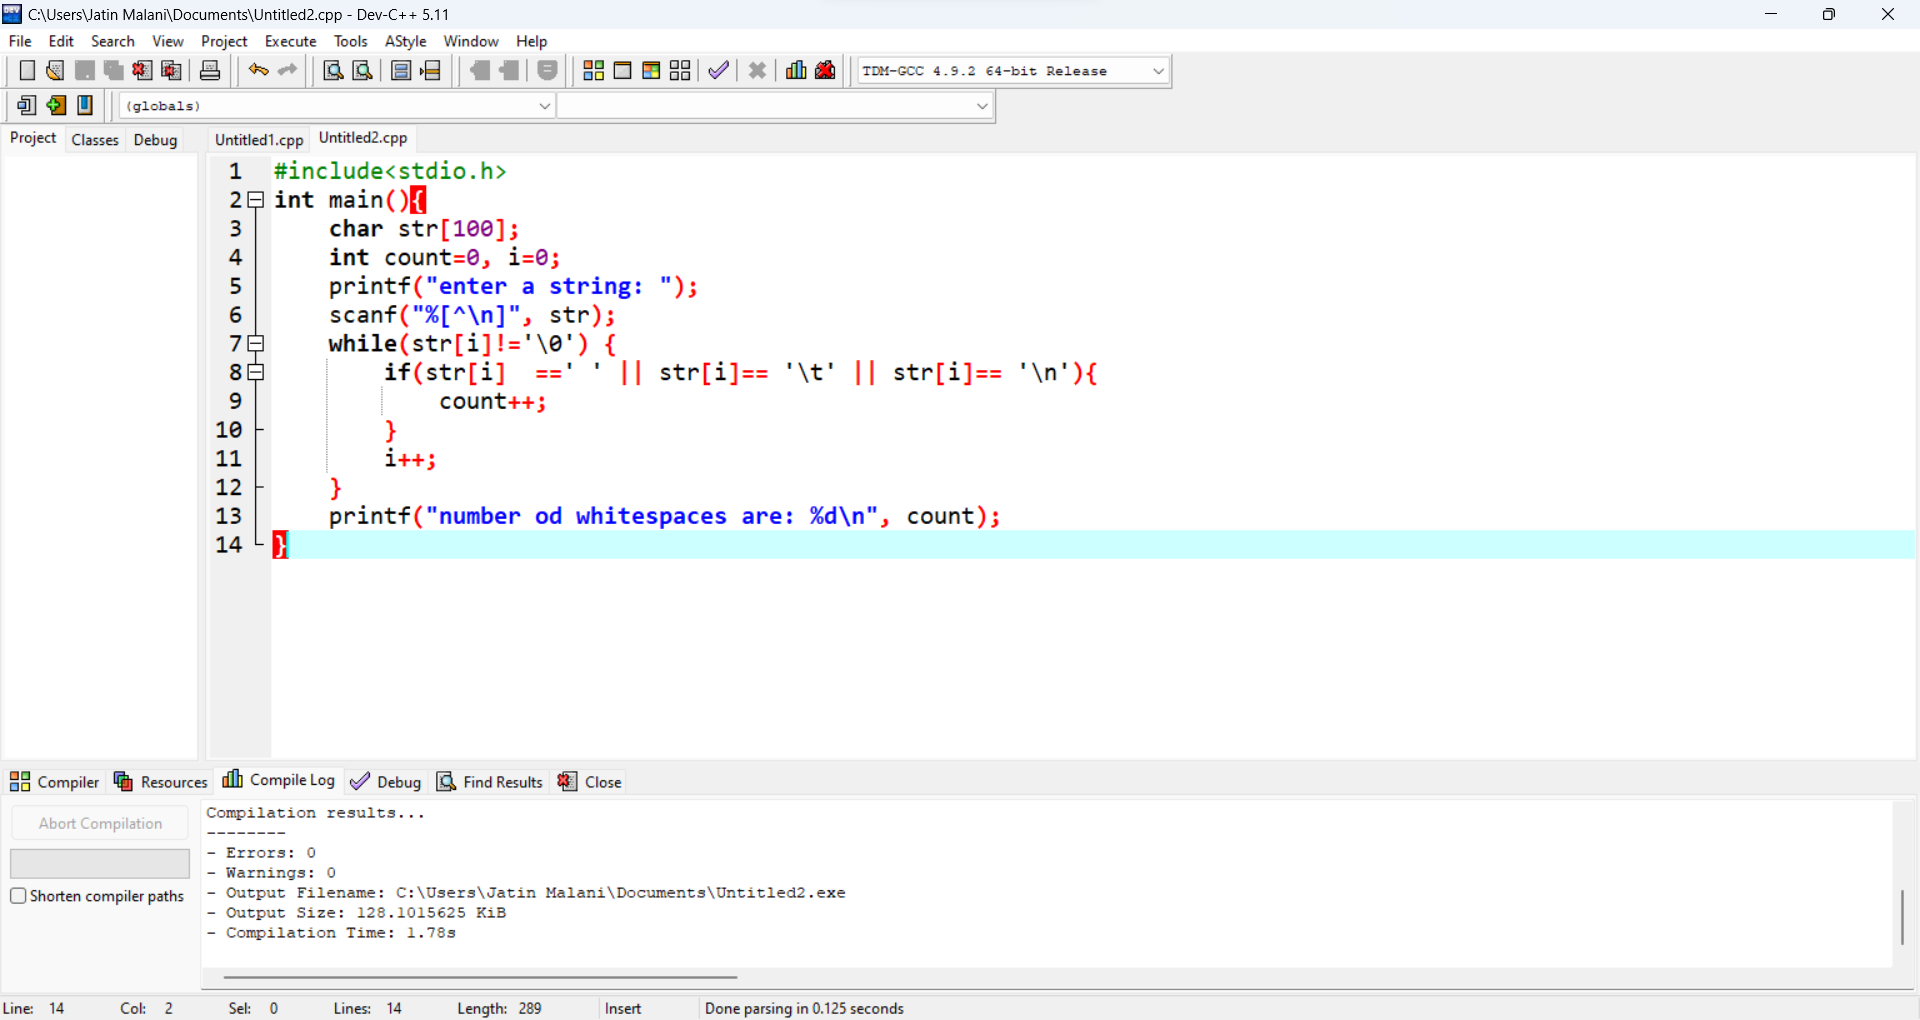 C:\Users\Jatin Malani\Documents\Untitled2.cpp - Dev-C++ 5.11
File Edit Search View Project Execute Tools AStyle Window Help
TDM-GCC 4.9.2 64-bit Release
(globals)
Project Classes Debug Untitled1.cpp Untitled2.cpp
1 #include<stdio.h>
2 int main(){
3 char str[100];
4 int count=0, i=0;
5 printf("enter a string: ");
6 scanf("%[^\n]", str);
7 while(str[i]!='\0') {
8 if(str[i]  ==' ' || str[i]== '\t' || str[i]== '\n'){
9 count++;
10 }
11 i++;
12 }
13 printf("number od whitespaces are: %d\n", count);
14 }
Compiler Resources Compile Log Debug Find Results Close
Abort Compilation
Shorten compiler paths
Compilation results...
--------
- Errors: 0
- Warnings: 0
- Output Filename: C:\Users\Jatin Malani\Documents\Untitled2.exe
- Output Size: 128.1015625 KiB
- Compilation Time: 1.78s
Line: 14 Col: 2 Sel: 0 Lines: 14 Length: 289 Insert Done parsing in 0.125 seconds